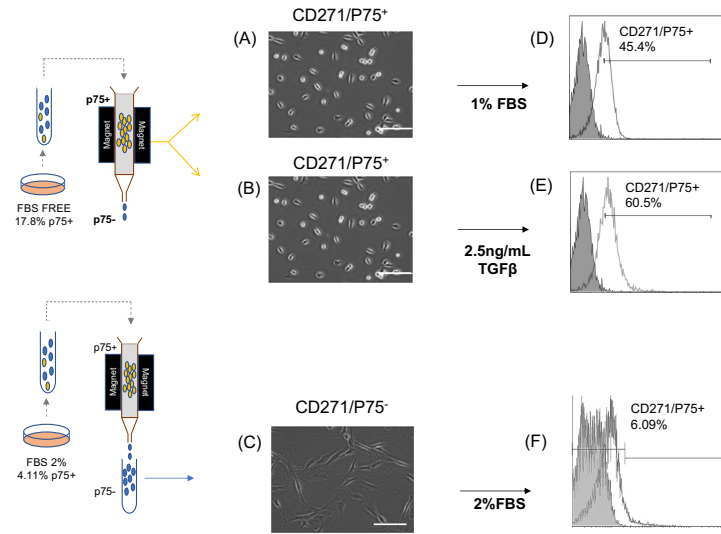 CD271/P75⁺
(A)
(D)
CD271/P75+
45.4%
p75+
Magnet
Magnet
1% FBS
CD271/P75⁺
(B)
(E)
CD271/P75+
60.5%
FBS FREE
17.8% p75+
p75-
2.5ng/mL
TGFβ
p75+
Magnet
Magnet
CD271/P75⁻
(C)
(F)
CD271/P75+
6.09%
FBS 2%
4.11% p75+
p75-
2%FBS